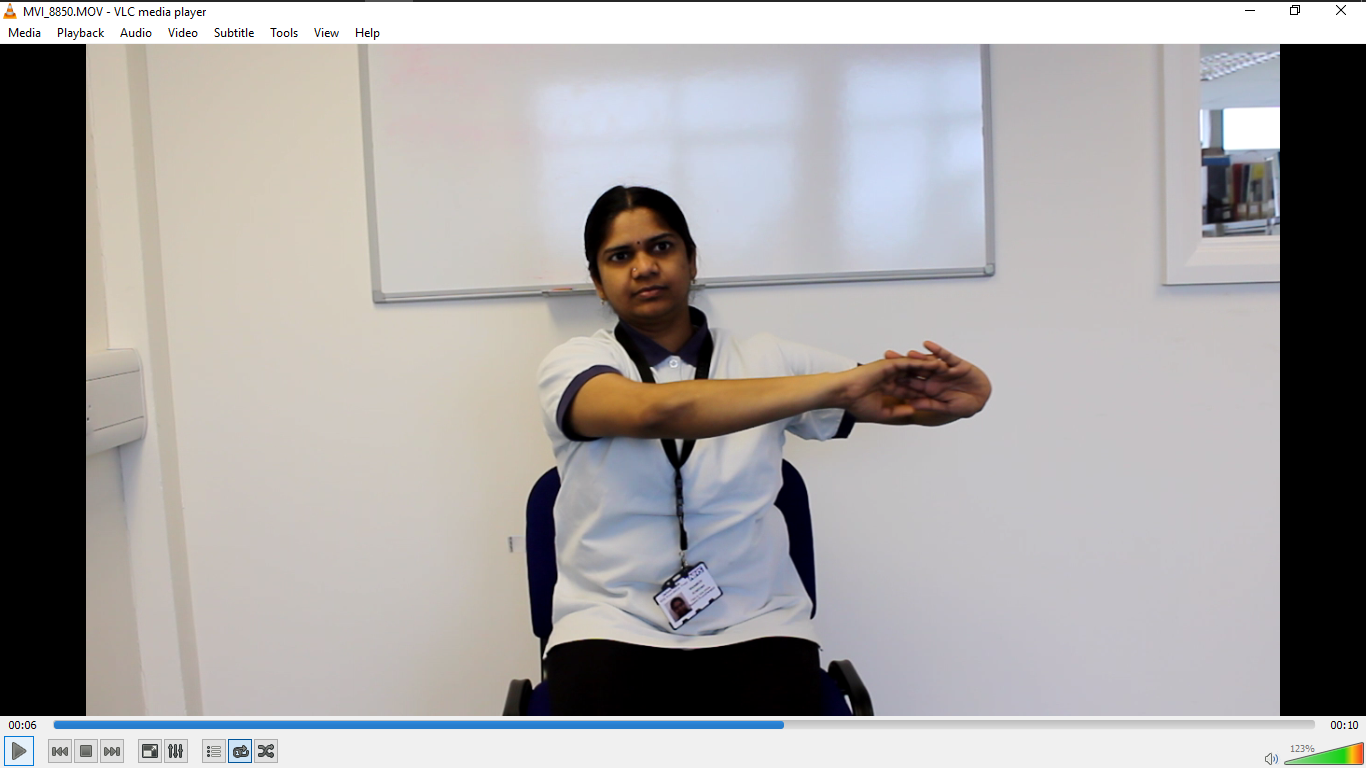 MVI_8850.MOV - VLC media player
Media Playback Audio Video Subtitle Tools View Help
00:06 00:10
123%